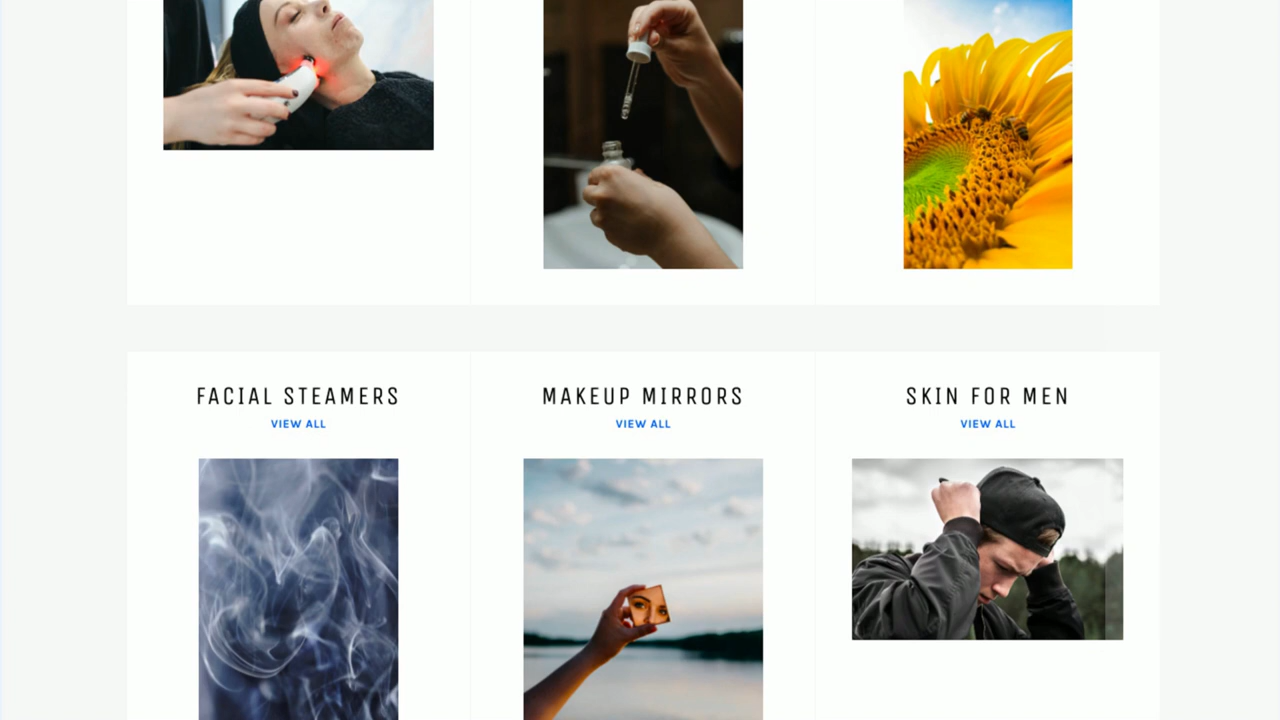 FACIAL STEAMERS
VIEW ALL
MAKEUP MIRRORS
VIEW ALL
SKIN FOR MEN
VIEW ALL